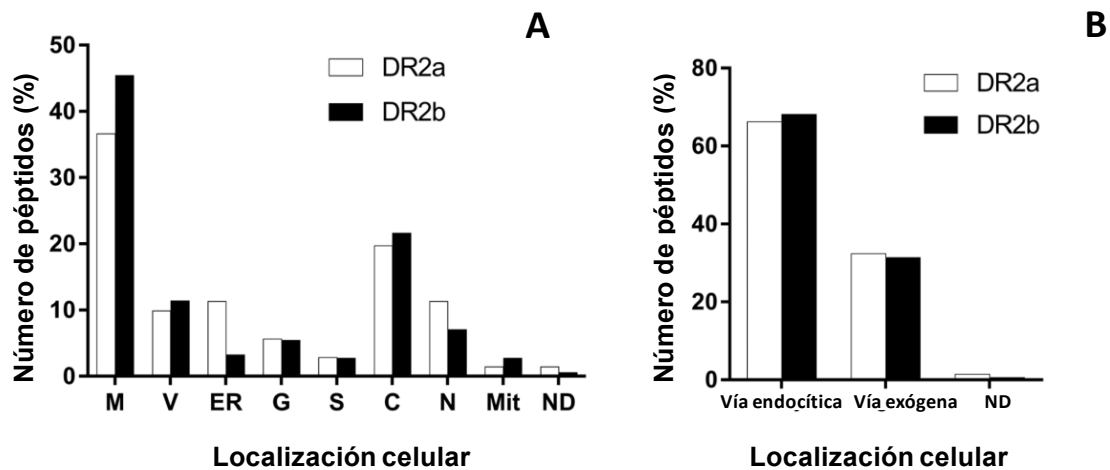 A
Número de péptidos (%)
50
40
30
20
10
0
DR2a
DR2b
M V ER G S C N Mit ND
Localización celular
B
Número de péptidos (%)
80
60
40
20
0
DR2a
DR2b
Vía endocítica Vía exógena ND
Localización celular